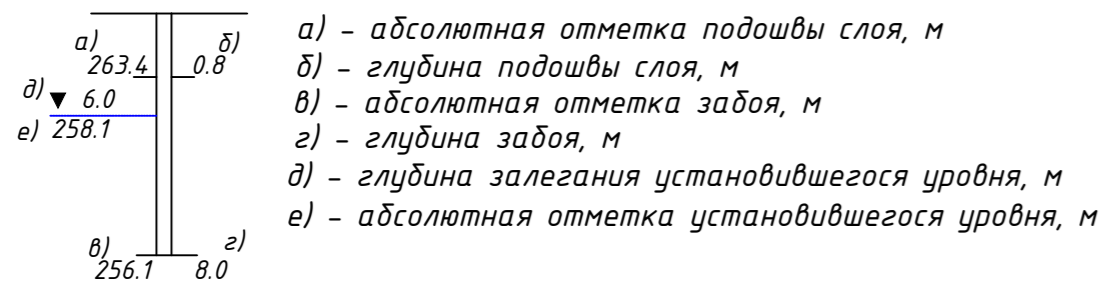 а) – абсолютная отметка подошвы слоя, м
а) б)
263.4 0.8
б) – глубина подошвы слоя, м
д) 6.0
в) – абсолютная отметка забоя, м
е) 258.1
г) – глубина забоя, м
д) – глубина залегания установившегося уровня, м
е) – абсолютная отметка установившегося уровня, м
в) г)
256.1 8.0